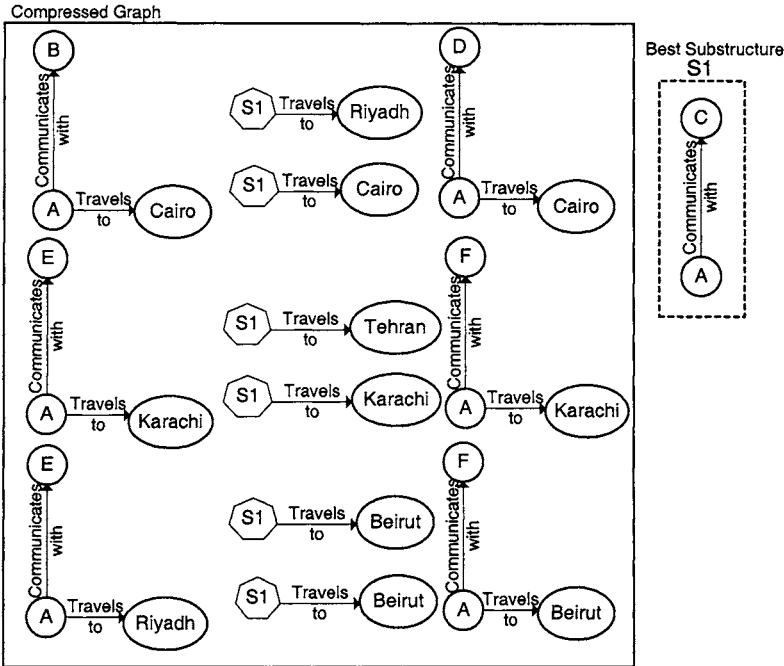 Compressed Graph
Best Substructure
S1
B
Communicates
with
A
Travels
to
Cairo
S1
Travels
to
Riyadh
S1
Travels
to
Cairo
D
Communicates
with
A
Travels
to
Cairo
C
Communicates
with
A
E
Communicates
with
A
Travels
to
Karachi
S1
Travels
to
Tehran
S1
Travels
to
Karachi
F
Communicates
with
A
Travels
to
Karachi
E
Communicates
with
A
Travels
to
Riyadh
S1
Travels
to
Beirut
S1
Travels
to
Beirut
F
Communicates
with
A
Travels
to
Beirut